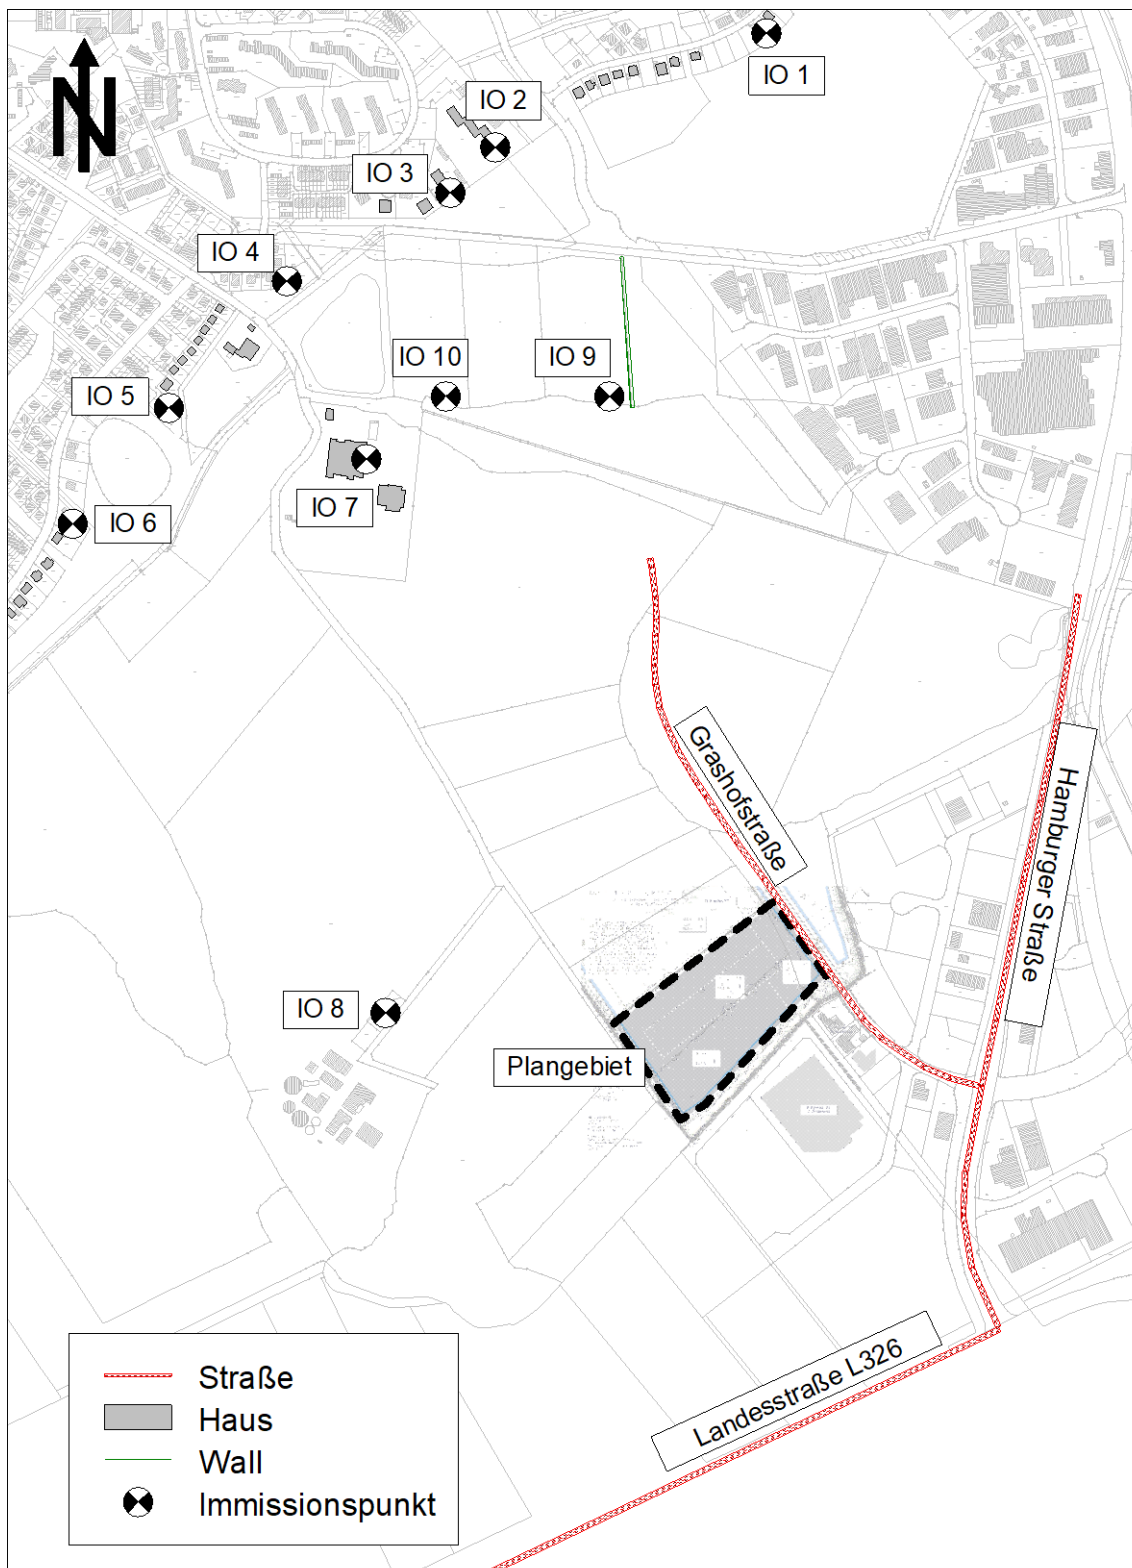 N
IO 1
IO 2
IO 3
IO 4
IO 10
IO 9
IO 5
IO 7
IO 6
Grashofstraße
Hamburger Straße
IO 8
Plangebiet
Landesstraße L326
Straße
Haus
Wall
Immissionspunkt